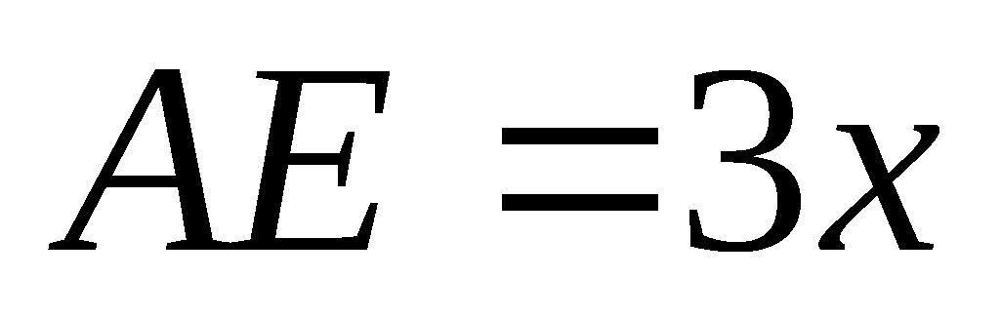 AE = 3x